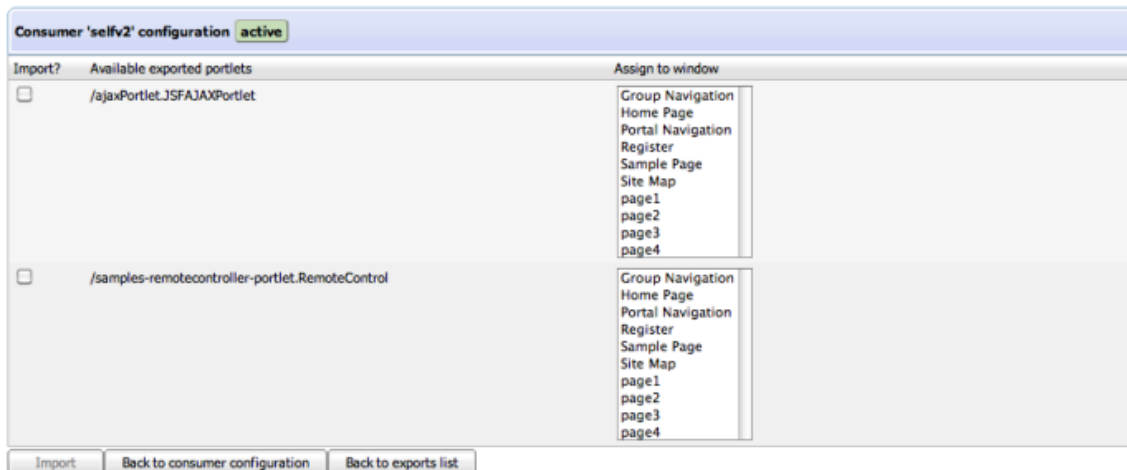 Consumer 'selfv2' configuration active
Import? Available exported portlets Assign to window
/ajaxPortlet.JSFAJAXPortlet
Group Navigation
Home Page
Portal Navigation
Register
Sample Page
Site Map
page1
page2
page3
page4
/samples-remotecontroller-portlet.RemoteControl
Group Navigation
Home Page
Portal Navigation
Register
Sample Page
Site Map
page1
page2
page3
page4
Import Back to consumer configuration Back to exports list